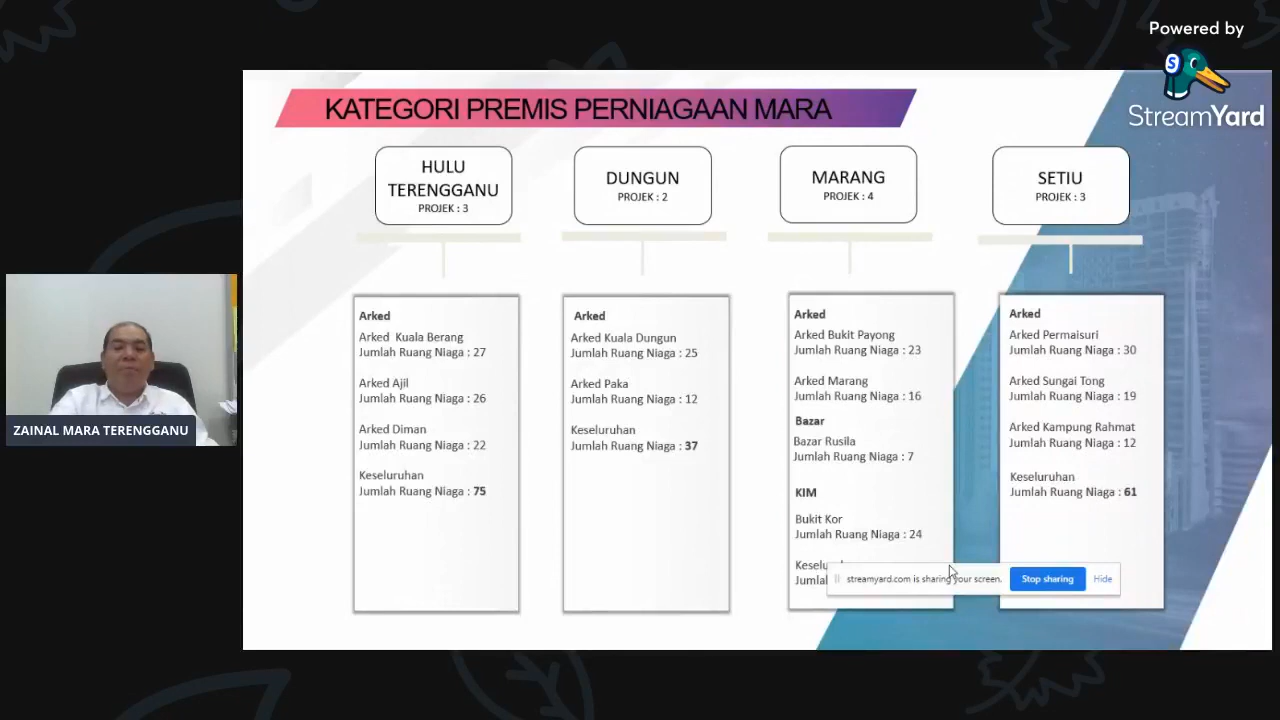 Powered by
S
StreamYard
KATEGORI PREMIS PERNIAGAAN MARA
HULU
TERENGGANU
PROJEK : 3
DUNGUN
PROJEK : 2
MARANG
PROJEK : 4
SETIU
PROJEK : 3
Arked
Arked Kuala Berang
Jumlah Ruang Niaga : 27
Arked Ajil
Jumlah Ruang Niaga : 26
Arked Diman
Jumlah Ruang Niaga : 22
Keseluruhan
Jumlah Ruang Niaga : 75
Arked
Arked Kuala Dungun
Jumlah Ruang Niaga : 25
Arked Paka
Jumlah Ruang Niaga : 12
Keseluruhan
Jumlah Ruang Niaga : 37
Arked
Arked Bukit Payong
Jumlah Ruang Niaga : 23
Arked Marang
Jumlah Ruang Niaga : 16
Bazar
Bazar Rusila
Jumlah Ruang Niaga : 7
KIM
Bukit Kor
Jumlah Ruang Niaga : 24
Arked
Arked Permaisuri
Jumlah Ruang Niaga : 30
Arked Sungai Tong
Jumlah Ruang Niaga : 19
Arked Kampung Rahmat
Jumlah Ruang Niaga : 12
Keseluruhan
Jumlah Ruang Niaga : 61
streamyard.com is sharing your screen.
Stop sharing
Hide
ZAINAL MARA TERENGGANU